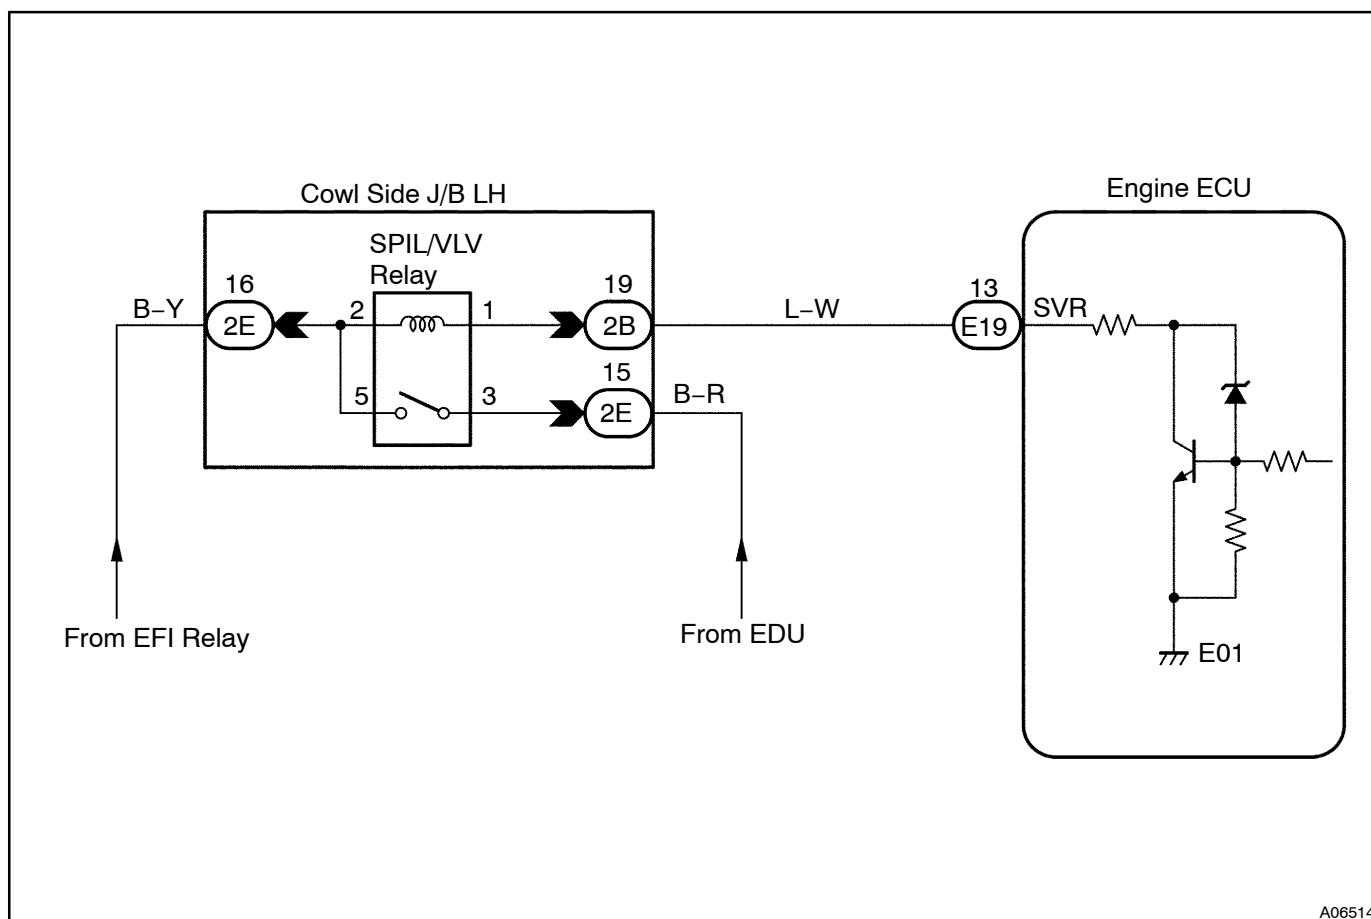 Cowl Side J/B LH
Engine ECU
SPIL/VLV
Relay
16
19
13
B–Y
2
1
L–W
SVR
2E
2B
E19
15
5
3
B–R
2E
From EFI Relay
From EDU
E01
A06514